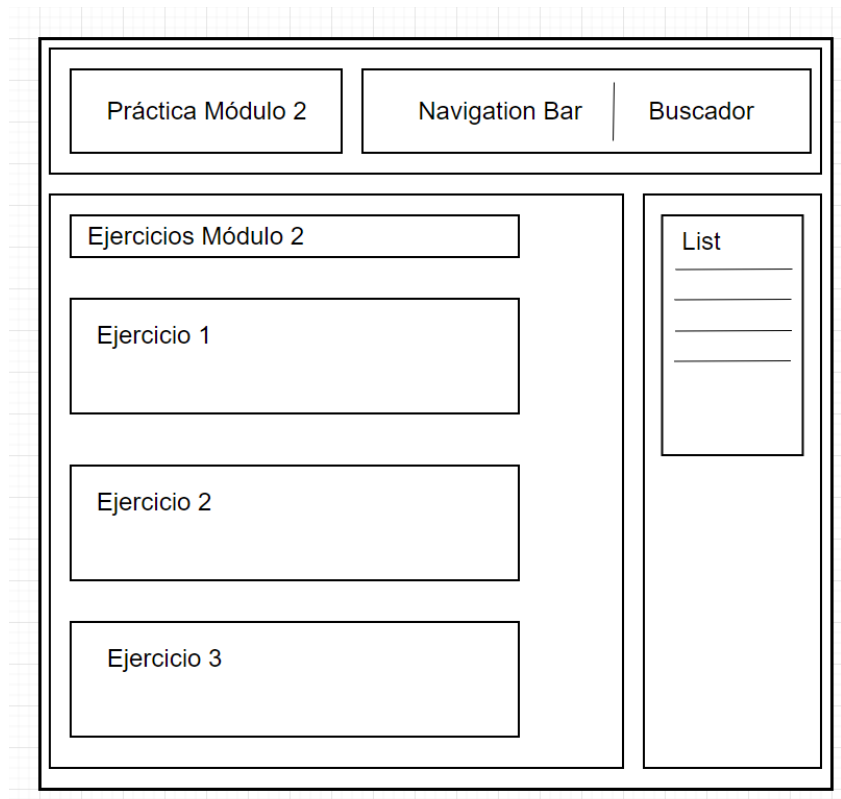 Práctica Módulo 2
Navigation Bar
Buscador
Ejercicios Módulo 2
Ejercicio 1
Ejercicio 2
Ejercicio 3
List